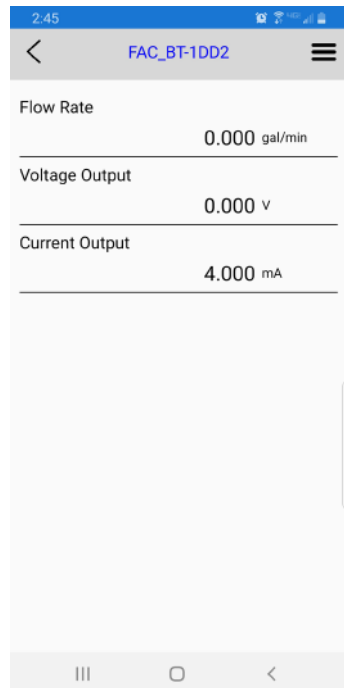 2:45
FAC_BT-1DD2
Flow Rate
0.000 gal/min
Voltage Output
0.000 V
Current Output
4.000 mA